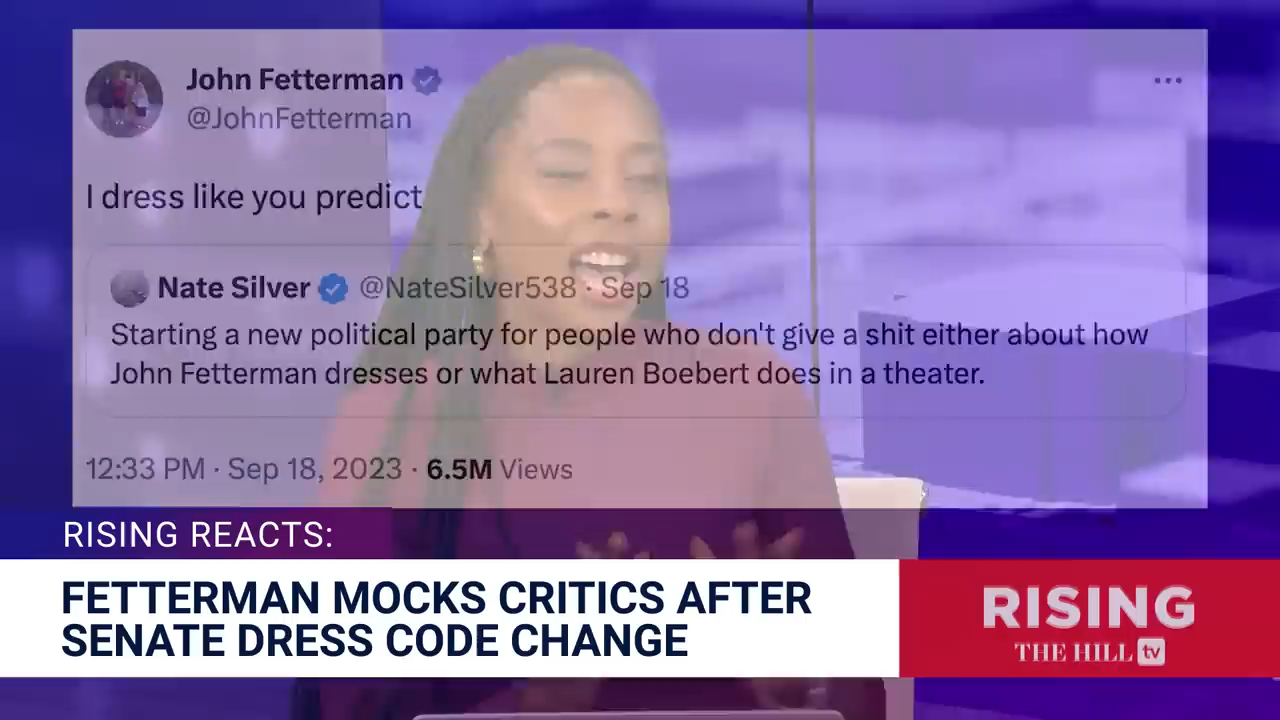 John Fetterman
@JohnFetterman
I dress like you predict
Nate Silver @NateSilver538 · Sep 18
Starting a new political party for people who don't give a shit either about how
John Fetterman dresses or what Lauren Boebert does in a theater.
12:33 PM · Sep 18, 2023 · 6.5M Views
RISING REACTS:
FETTERMAN MOCKS CRITICS AFTER
SENATE DRESS CODE CHANGE
RISING
THE HILL tv